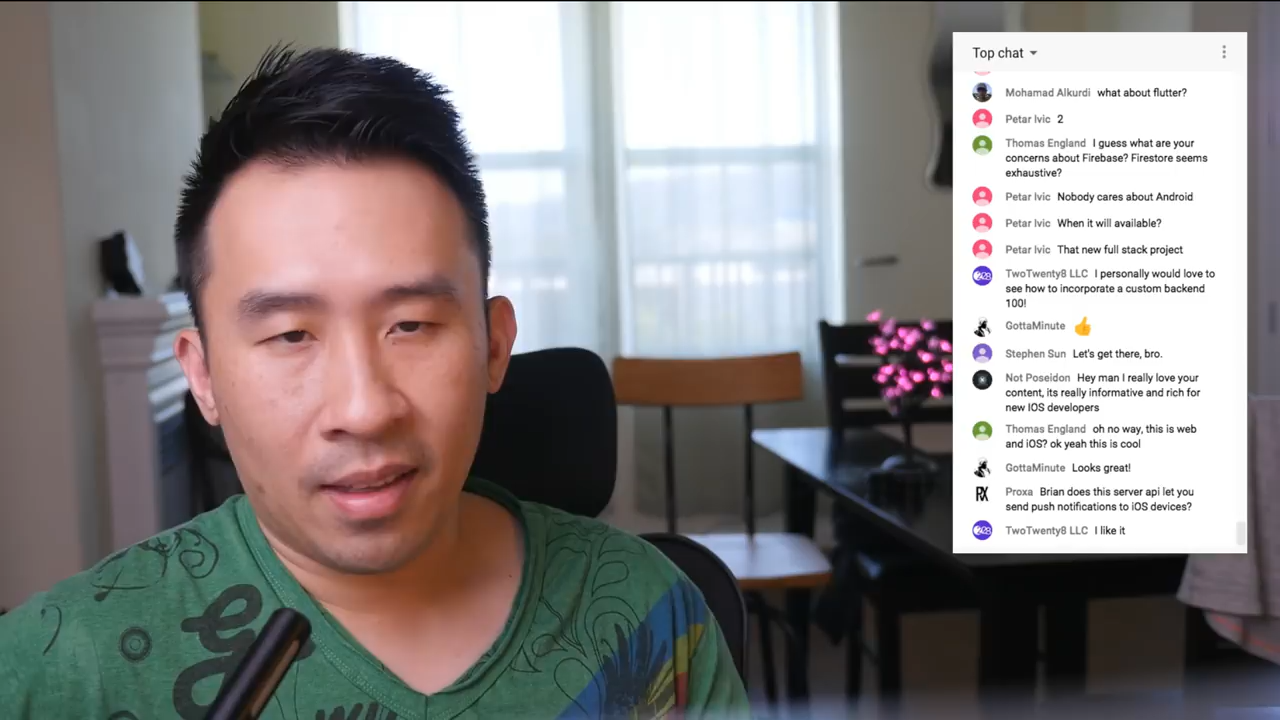 Top chat
Mohamad Alkurdi what about flutter?
Petar Ivic 2
Thomas England I guess what are your
concerns about Firebase? Firestore seems
exhaustive?
Petar Ivic Nobody cares about Android
Petar Ivic When it will available?
Petar Ivic That new full stack project
TwoTwenty8 LLC I personally would love to
see how to incorporate a custom backend
100!
GottaMinute 👍
Stephen Sun Let's get there, bro.
Not Poseidon Hey man I really love your
content, its really informative and rich for
new IOS developers
Thomas England oh no way, this is web
and iOS? ok yeah this is cool
GottaMinute Looks great!
RX
Proxa Brian does this server api let you
send push notifications to iOS devices?
TwoTwenty8 LLC I like it